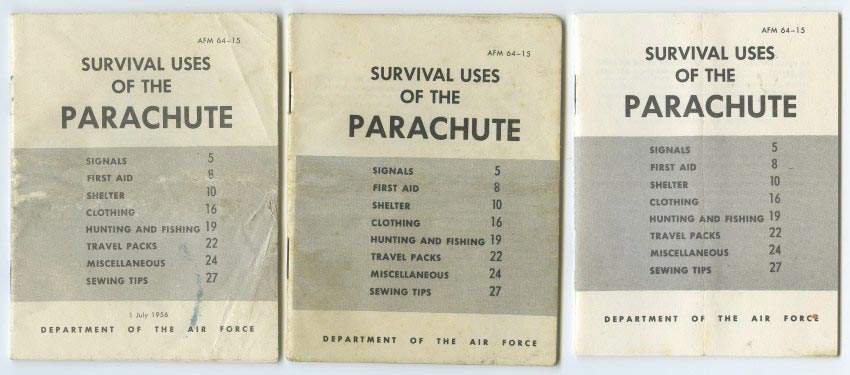 AFM 64-15
SURVIVAL USES
OF THE
PARACHUTE
SIGNALS 5
FIRST AID 8
SHELTER 10
CLOTHING 16
HUNTING AND FISHING 19
TRAVEL PACKS 22
MISCELLANEOUS 24
SEWING TIPS 27
1 July 1956
DEPARTMENT OF THE AIR FORCE
AFM 64-15
SURVIVAL USES
OF THE
PARACHUTE
SIGNALS 5
FIRST AID 8
SHELTER 10
CLOTHING 16
HUNTING AND FISHING 19
TRAVEL PACKS 22
MISCELLANEOUS 24
SEWING TIPS 27
DEPARTMENT OF THE AIR FORCE
AFM 64-15
SURVIVAL USES
OF THE
PARACHUTE
SIGNALS 5
FIRST AID 8
SHELTER 10
CLOTHING 16
HUNTING AND FISHING 19
TRAVEL PACKS 22
MISCELLANEOUS 24
SEWING TIPS 27
DEPARTMENT OF THE AIR FORCE